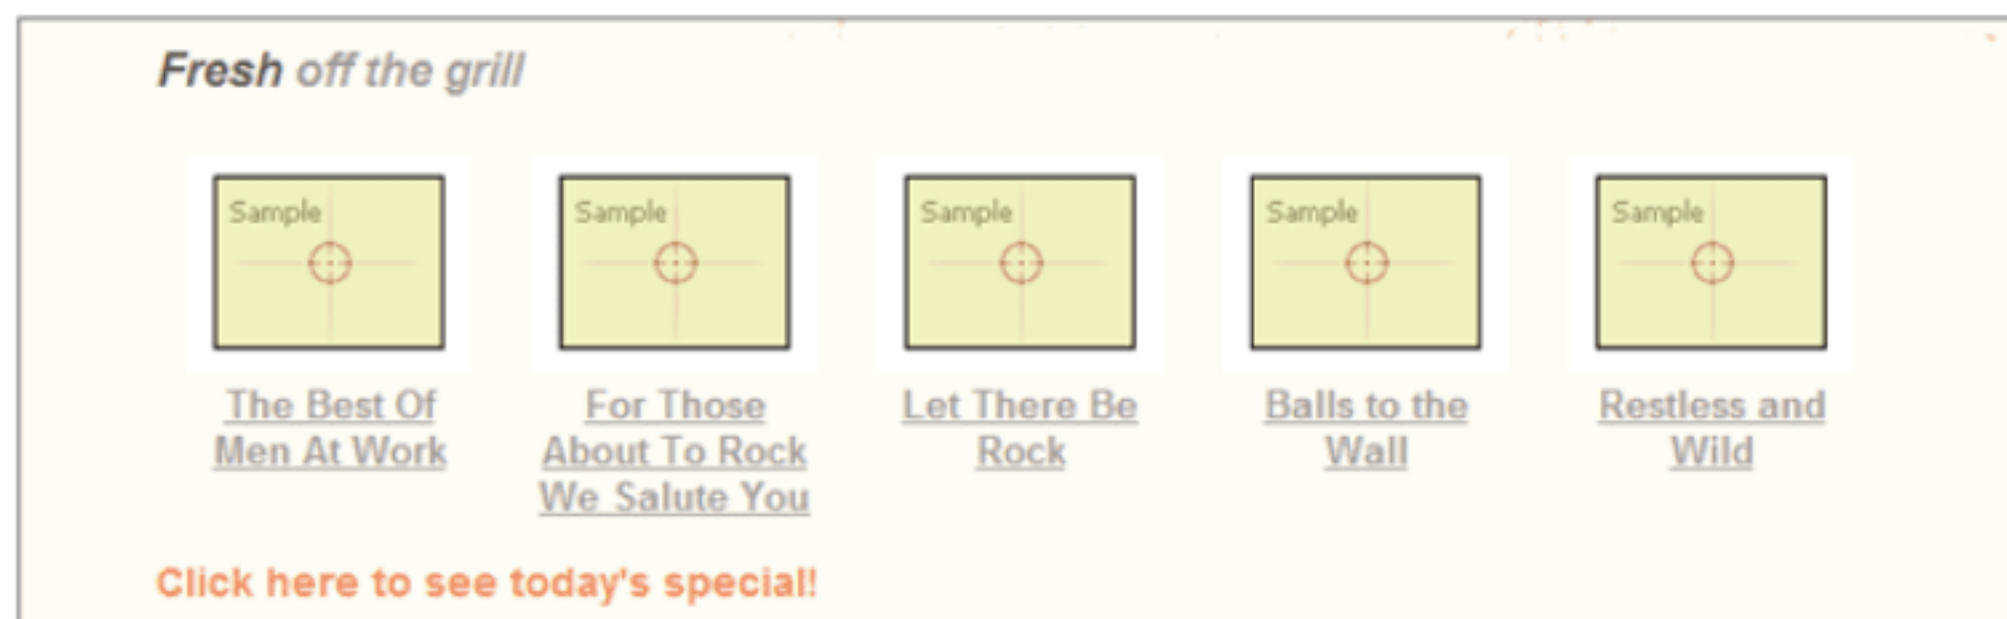 Fresh off the grill
Sample Sample Sample Sample Sample
The Best Of
Men At Work
For Those
About To Rock
We Salute You
Let There Be
Rock
Balls to the
Wall
Restless and
Wild
Click here to see today's special!